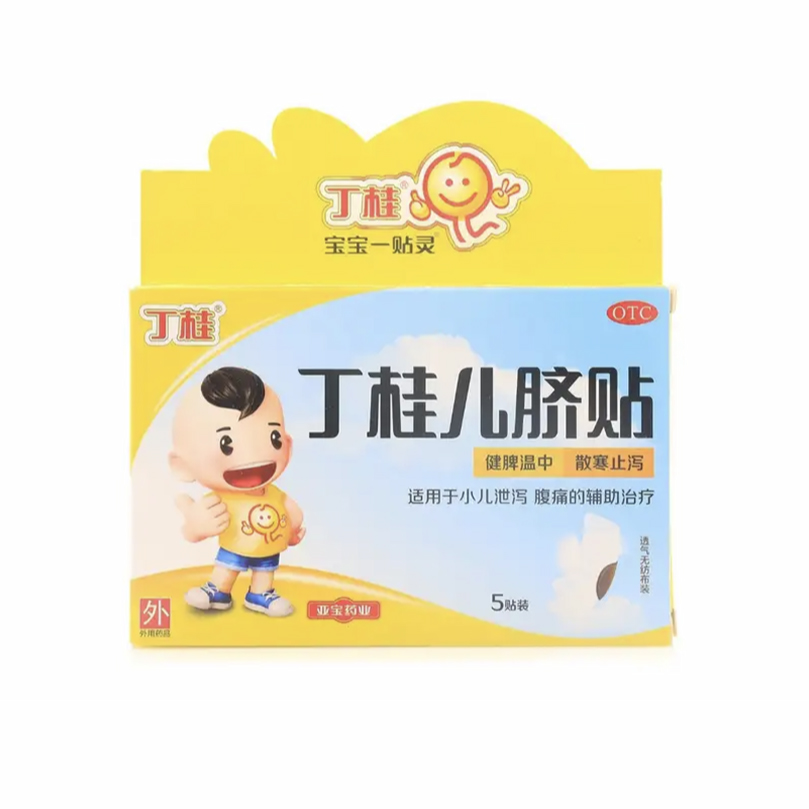 丁桂®
宝宝一贴灵®
丁桂®
OTC
丁桂儿脐贴
健脾温中 散寒止泻
适用于小儿泄泻 腹痛的辅助治疗
透气无纺布装
5贴装
亚宝药业
外
外用药品